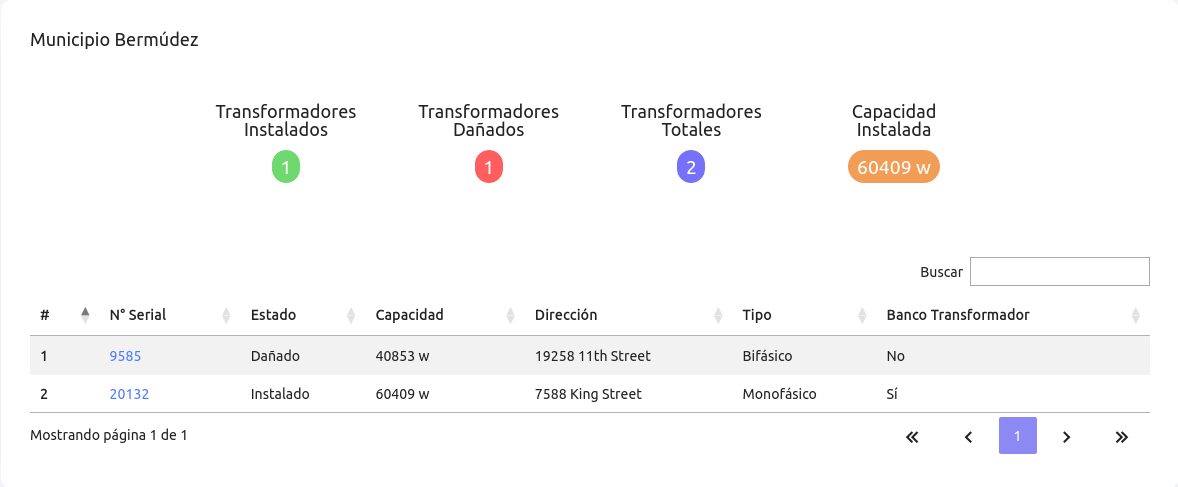 Municipio Bermúdez
Transformadores Instalados
1
Transformadores Dañados
1
Transformadores Totales
2
Capacidad Instalada
60409 w
Buscar
# N° Serial Estado Capacidad Dirección Tipo Banco Transformador
1 9585 Dañado 40853 w 19258 11th Street Bifásico No
2 20132 Instalado 60409 w 7588 King Street Monofásico Sí
Mostrando página 1 de 1
1